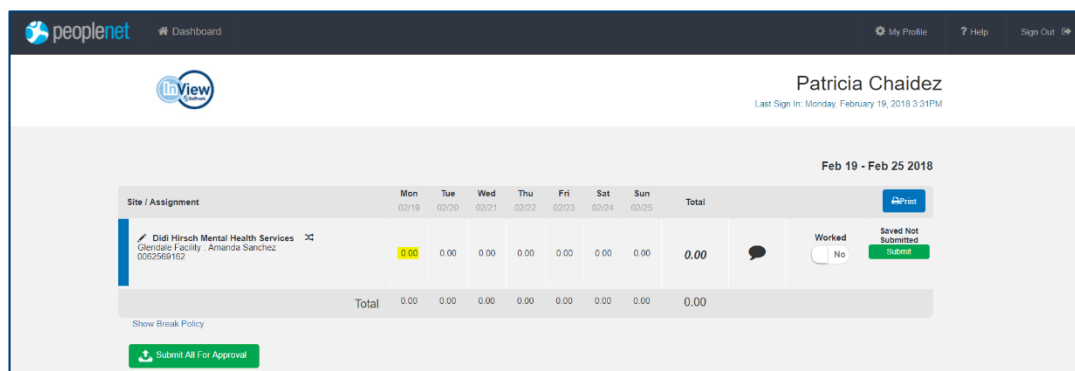 peoplenet Dashboard My Profile ? Help Sign Out
InView
Patricia Chaidez
Last Sign In: Monday, February 19, 2018 3:31PM
Feb 19 - Feb 25 2018
Site / Assignment Mon Tue Wed Thu Fri Sat Sun Total Print
02/19 02/20 02/21 02/22 02/23 02/24 02/25
Didi Hirsch Mental Health Services
Glendale Facility : Amanda Sanchez
0062569162
0.00 0.00 0.00 0.00 0.00 0.00 0.00 0.00
Worked
No
Saved Not
Submitted
Submit
Total 0.00 0.00 0.00 0.00 0.00 0.00 0.00 0.00
Show Break Policy
Submit All For Approval